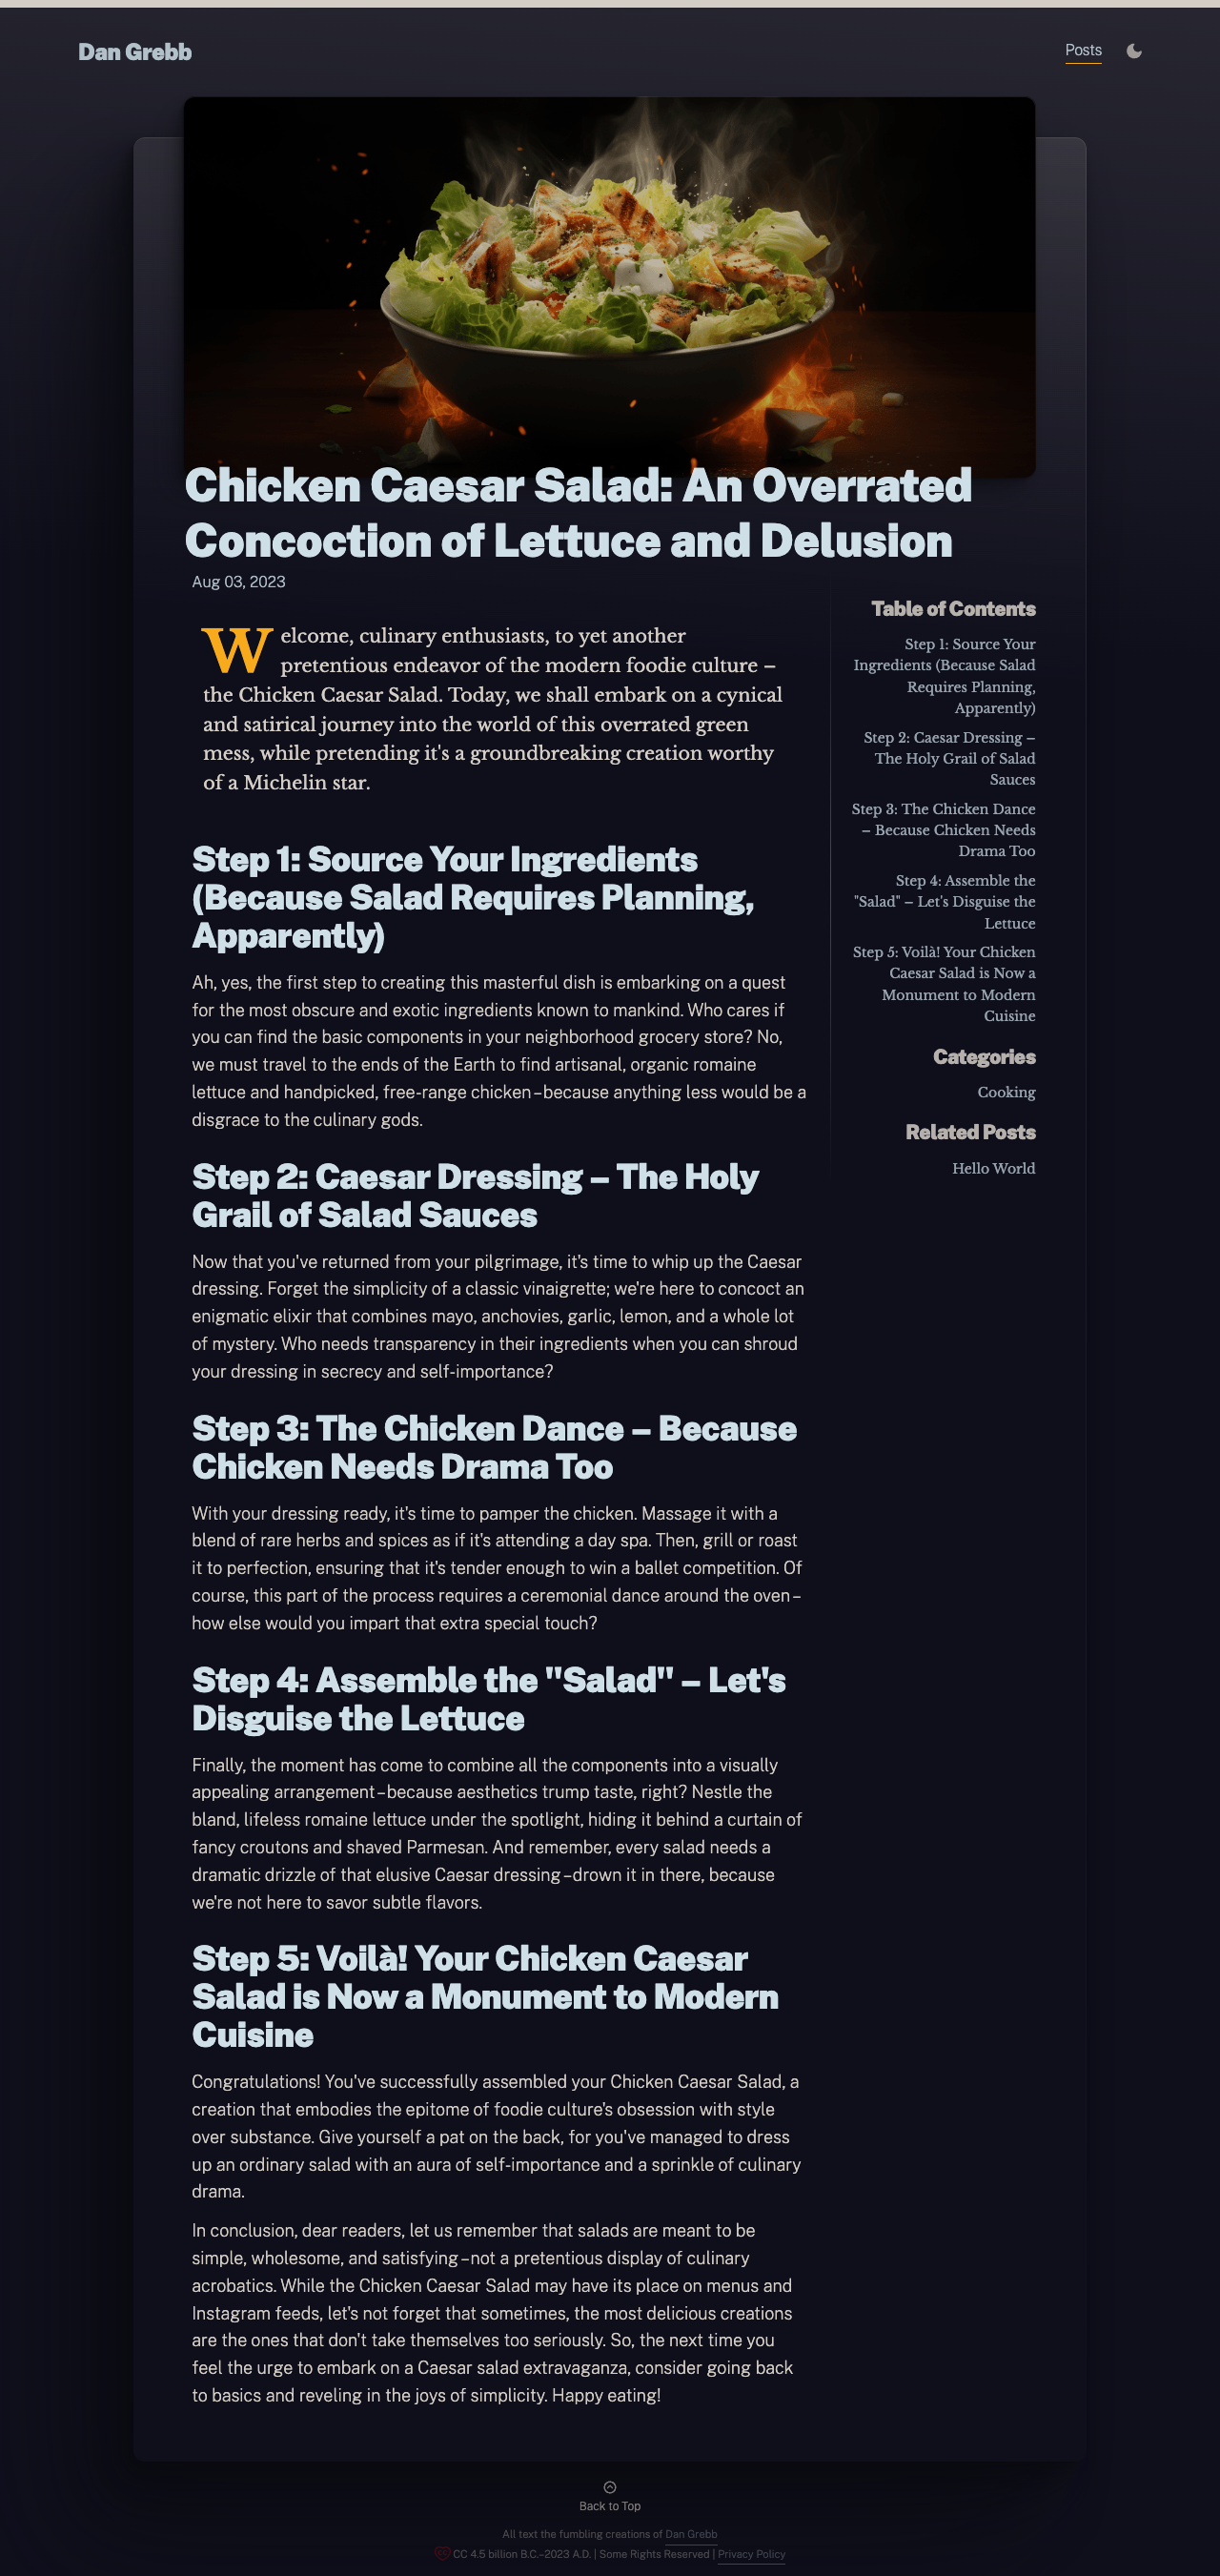 Dan Grebb
Posts
Chicken Caesar Salad: An Overrated
Concoction of Lettuce and Delusion
Aug 03, 2023
Welcome, culinary enthusiasts, to yet another
pretentious endeavor of the modern foodie culture –
the Chicken Caesar Salad. Today, we shall embark on a cynical
and satirical journey into the world of this overrated green
mess, while pretending it's a groundbreaking creation worthy
of a Michelin star.
Step 1: Source Your Ingredients
(Because Salad Requires Planning,
Apparently)
Ah, yes, the first step to creating this masterful dish is embarking on a quest
for the most obscure and exotic ingredients known to mankind. Who cares if
you can find the basic components in your neighborhood grocery store? No,
we must travel to the ends of the Earth to find artisanal, organic romaine
lettuce and handpicked, free-range chicken–because anything less would be a
disgrace to the culinary gods.
Step 2: Caesar Dressing – The Holy
Grail of Salad Sauces
Now that you've returned from your pilgrimage, it's time to whip up the Caesar
dressing. Forget the simplicity of a classic vinaigrette; we're here to concoct an
enigmatic elixir that combines mayo, anchovies, garlic, lemon, and a whole lot
of mystery. Who needs transparency in their ingredients when you can shroud
your dressing in secrecy and self-importance?
Step 3: The Chicken Dance – Because
Chicken Needs Drama Too
With your dressing ready, it's time to pamper the chicken. Massage it with a
blend of rare herbs and spices as if it's attending a day spa. Then, grill or roast
it to perfection, ensuring that it's tender enough to win a ballet competition. Of
course, this part of the process requires a ceremonial dance around the oven–
how else would you impart that extra special touch?
Step 4: Assemble the "Salad" – Let's
Disguise the Lettuce
Finally, the moment has come to combine all the components into a visually
appealing arrangement–because aesthetics trump taste, right? Nestle the
bland, lifeless romaine lettuce under the spotlight, hiding it behind a curtain of
fancy croutons and shaved Parmesan. And remember, every salad needs a
dramatic drizzle of that elusive Caesar dressing–drown it in there, because
we're not here to savor subtle flavors.
Step 5: Voilà! Your Chicken Caesar
Salad is Now a Monument to Modern
Cuisine
Congratulations! You've successfully assembled your Chicken Caesar Salad, a
creation that embodies the epitome of foodie culture's obsession with style
over substance. Give yourself a pat on the back, for you've managed to dress
up an ordinary salad with an aura of self-importance and a sprinkle of culinary
drama.
In conclusion, dear readers, let us remember that salads are meant to be
simple, wholesome, and satisfying–not a pretentious display of culinary
acrobatics. While the Chicken Caesar Salad may have its place on menus and
Instagram feeds, let's not forget that sometimes, the most delicious creations
are the ones that don't take themselves too seriously. So, the next time you
feel the urge to embark on a Caesar salad extravaganza, consider going back
to basics and reveling in the joys of simplicity. Happy eating!
Table of Contents
Step 1: Source Your
Ingredients (Because Salad
Requires Planning,
Apparently)
Step 2: Caesar Dressing –
The Holy Grail of Salad
Sauces
Step 3: The Chicken Dance
– Because Chicken Needs
Drama Too
Step 4: Assemble the
"Salad" – Let's Disguise the
Lettuce
Step 5: Voilà! Your Chicken
Caesar Salad is Now a
Monument to Modern
Cuisine
Categories
Cooking
Related Posts
Hello World
Back to Top
All text the fumbling creations of Dan Grebb
CC 4.5 billion B.C.–2023 A.D. | Some Rights Reserved | Privacy Policy